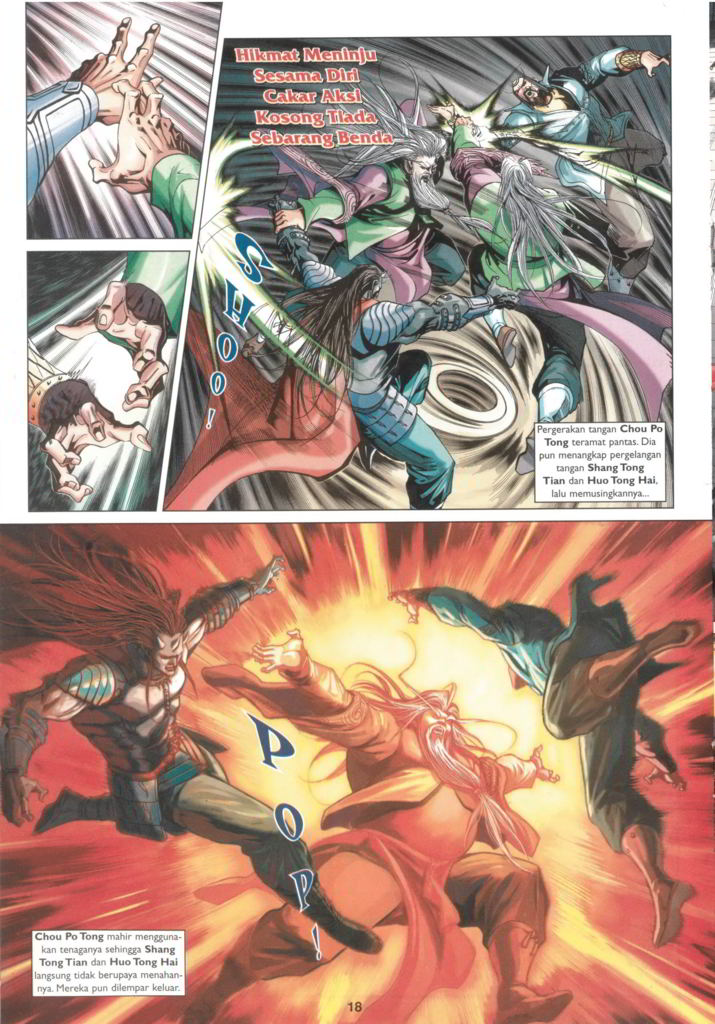 Hikmat Meninju
Sesama Diri
Cakar Aksi
Kosong Tiada
Sebarang Benda
SHOO!
Pergerakan tangan Chou Po
Tong teramat pantas. Dia
pun menangkap pergelangan
tangan Shang Tong
Tian dan Huo Tong Hai,
lalu memusingkannya...
POP!
Chou Po Tong mahir mengguna-
kan tenaganya sehingga Shang
Tong Tian dan Huo Tong Hai
langsung tidak berupaya menahan-
nya. Mereka pun dilempar keluar.
18